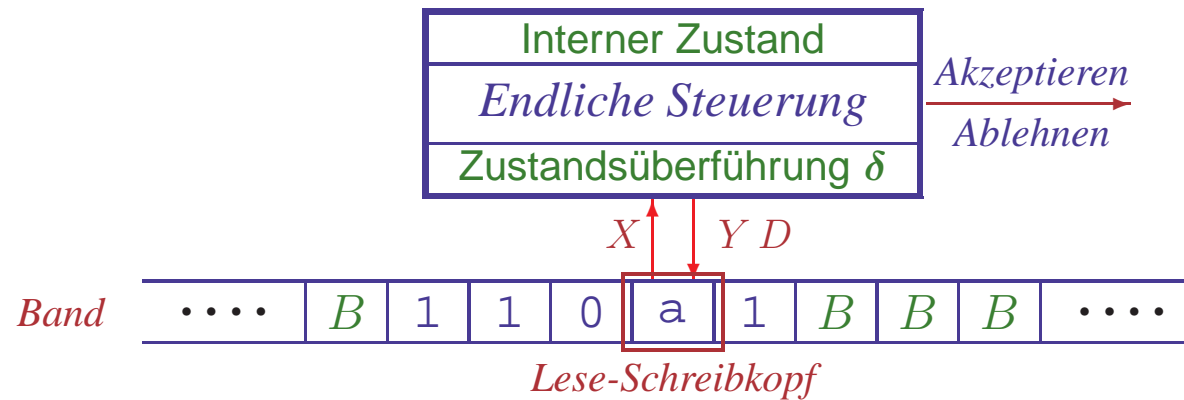 Interner Zustand
Endliche Steuerung
Zustandsüberführung δ
Akzeptieren
Ablehnen
X Y D
Band •••• B 1 1 0 a 1 B B B ••••
Lese-Schreibkopf